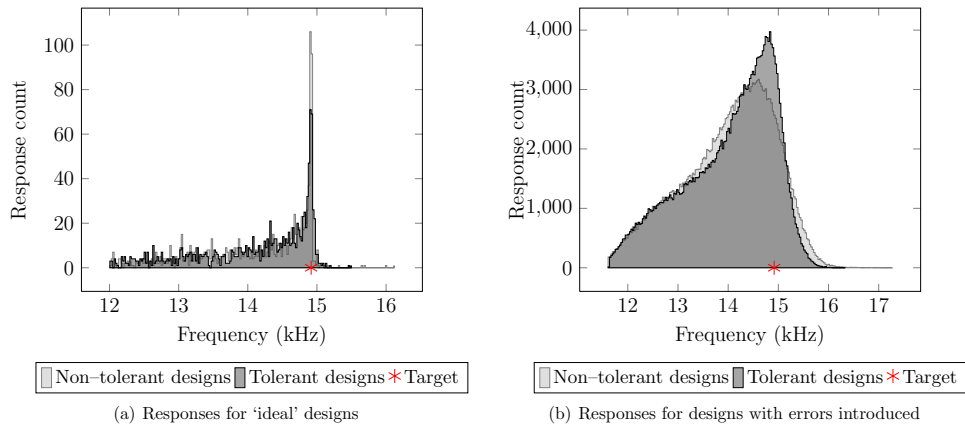 100
80
60
40
20
0
Response count
12 13 14 15 16
Frequency (kHz)
Non–tolerant designs Tolerant designs Target
(a) Responses for ‘ideal’ designs
4,000
3,000
2,000
1,000
0
Response count
12 13 14 15 16 17
Frequency (kHz)
Non–tolerant designs Tolerant designs Target
(b) Responses for designs with errors introduced